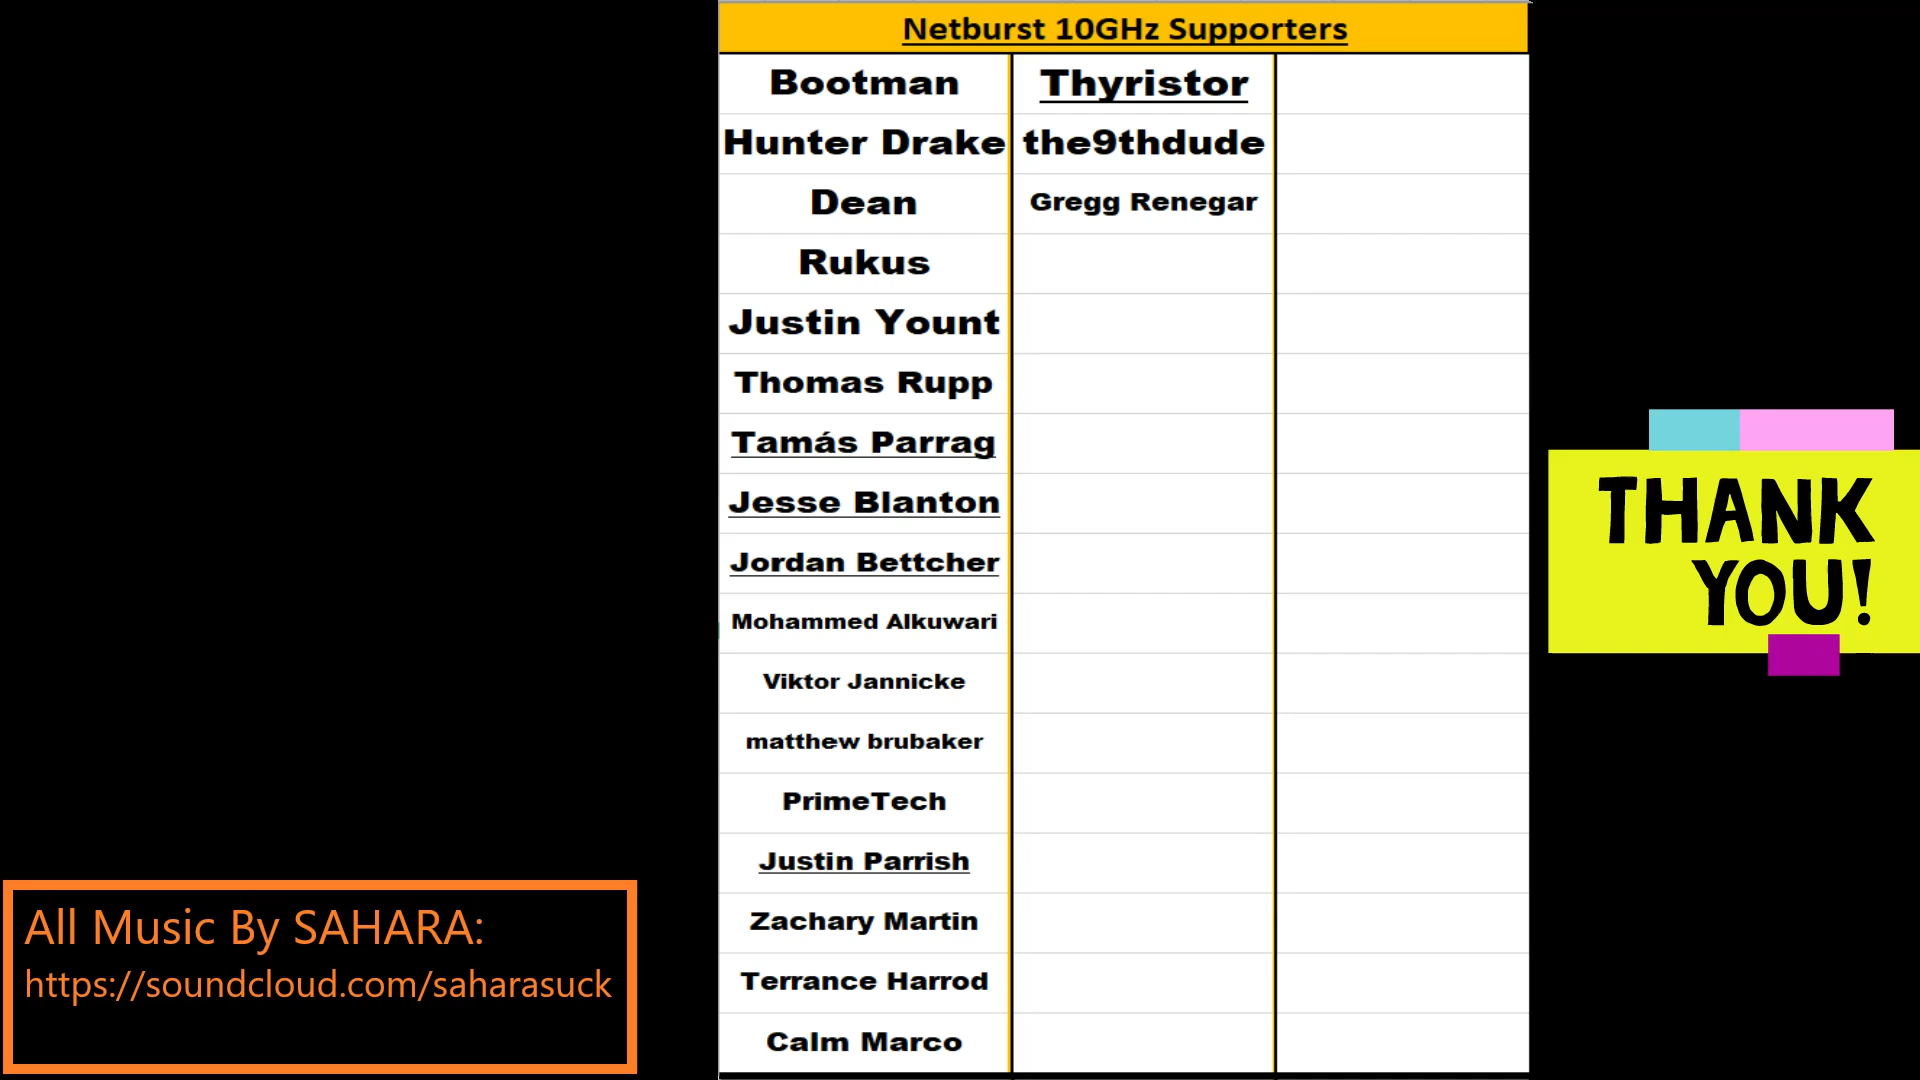 Netburst 10GHz Supporters
Bootman
Thyristor
Hunter Drake
the9thdude
Dean
Gregg Renegar
Rukus
Justin Yount
Thomas Rupp
Tamás Parrag
Jesse Blanton
Jordan Bettcher
Mohammed Alkuwari
Viktor Jannicke
matthew brubaker
PrimeTech
Justin Parrish
Zachary Martin
Terrance Harrod
Calm Marco
THANK
YOU!
All Music By SAHARA:
https://soundcloud.com/saharasuck